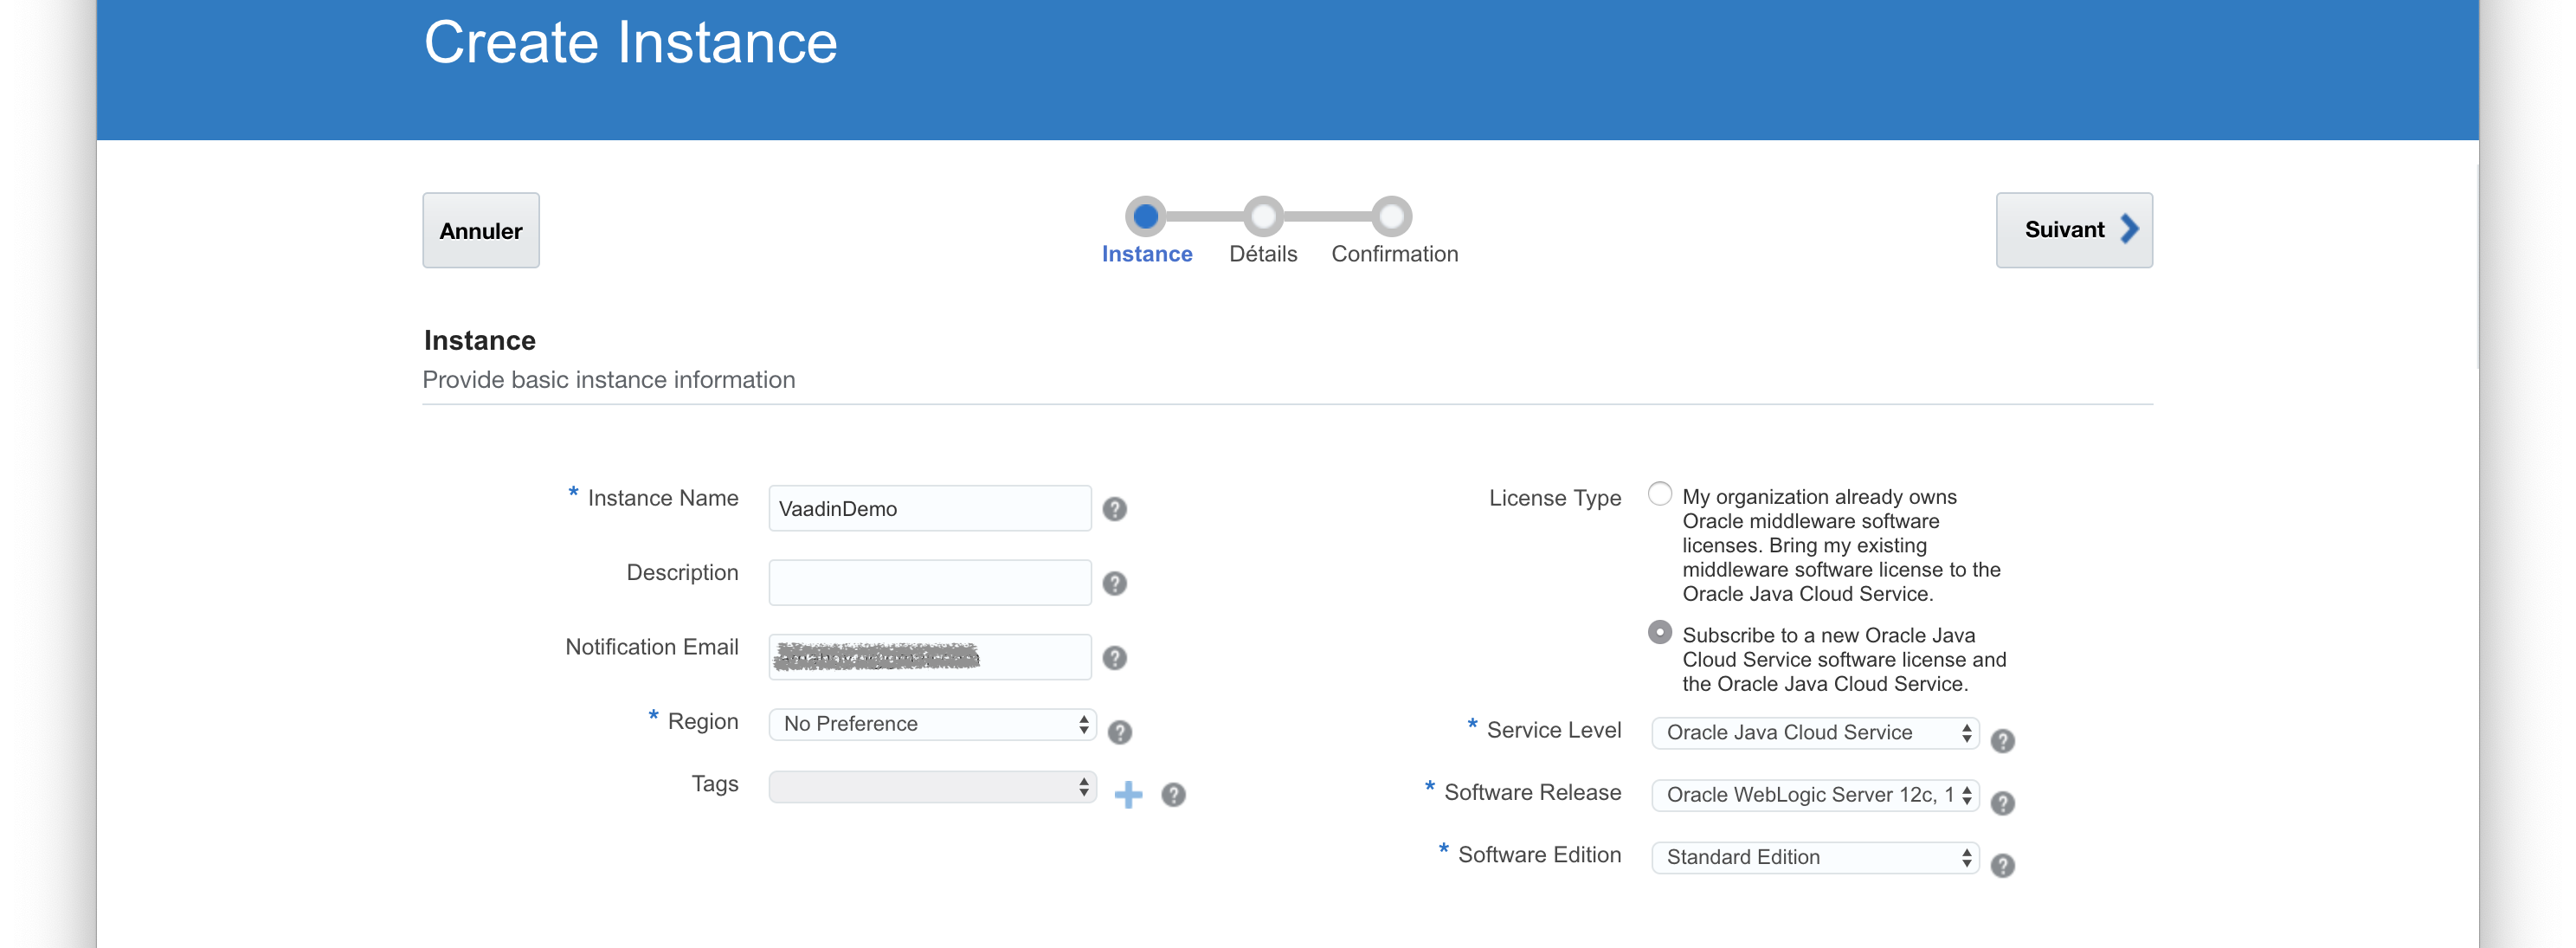 Create Instance
Annuler
Instance
Détails
Confirmation
Suivant
Instance
Provide basic instance information
* Instance Name
VaadinDemo
?
Description
?
Notification Email
?
* Region
No Preference
?
Tags
?
License Type
My organization already owns
Oracle middleware software
licenses. Bring my existing
middleware software license to the
Oracle Java Cloud Service.
Subscribe to a new Oracle Java
Cloud Service software license and
the Oracle Java Cloud Service.
* Service Level
Oracle Java Cloud Service
?
* Software Release
Oracle WebLogic Server 12c, 1
?
* Software Edition
Standard Edition
?